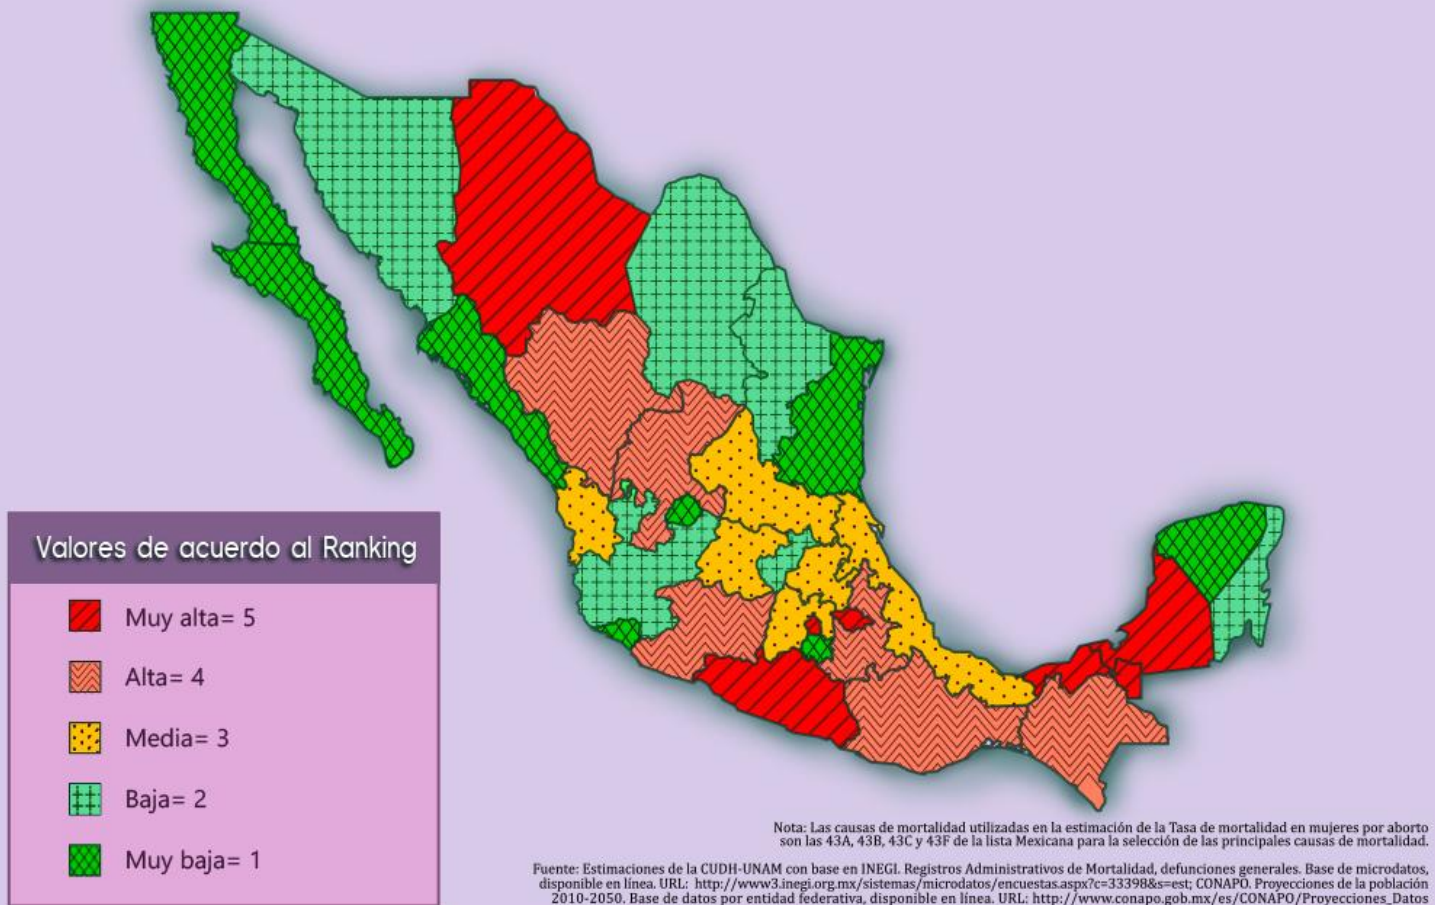 Valores de acuerdo al Ranking
Muy alta= 5
Alta= 4
Media= 3
Baja= 2
Muy baja= 1
Nota: Las causas de mortalidad utilizadas en la estimación de la Tasa de mortalidad en mujeres por aborto
son las 43A, 43B, 43C y 43F de la lista Mexicana para la selección de las principales causas de mortalidad.
Fuente: Estimaciones de la CUDH-UNAM con base en INEGI. Registros Administrativos de Mortalidad, defunciones generales. Base de microdatos,
disponible en línea. URL: http://www3.inegi.org.mx/sistemas/microdatos/encuestas.aspx?c=33398&s=est; CONAPO. Proyecciones de la población
2010-2050. Base de datos por entidad federativa, disponible en línea. URL: http://www.conapo.gob.mx/es/CONAPO/Proyecciones_Datos